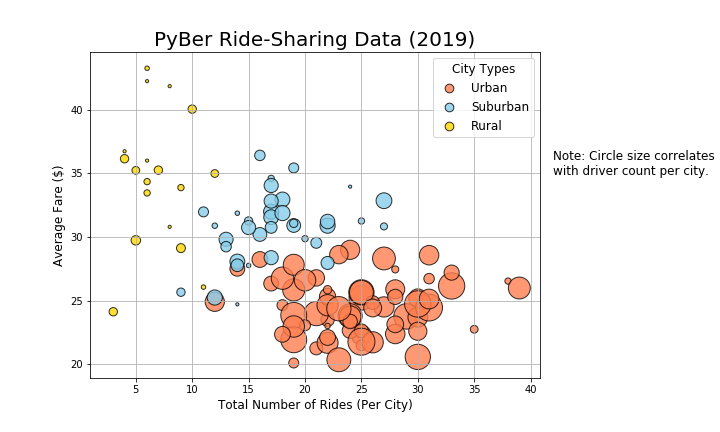 PyBer Ride-Sharing Data (2019)
City Types
Urban
Suburban
Rural
Note: Circle size correlates
with driver count per city.
Average Fare ($)
40
35
30
25
20
5 10 15 20 25 30 35 40
Total Number of Rides (Per City)